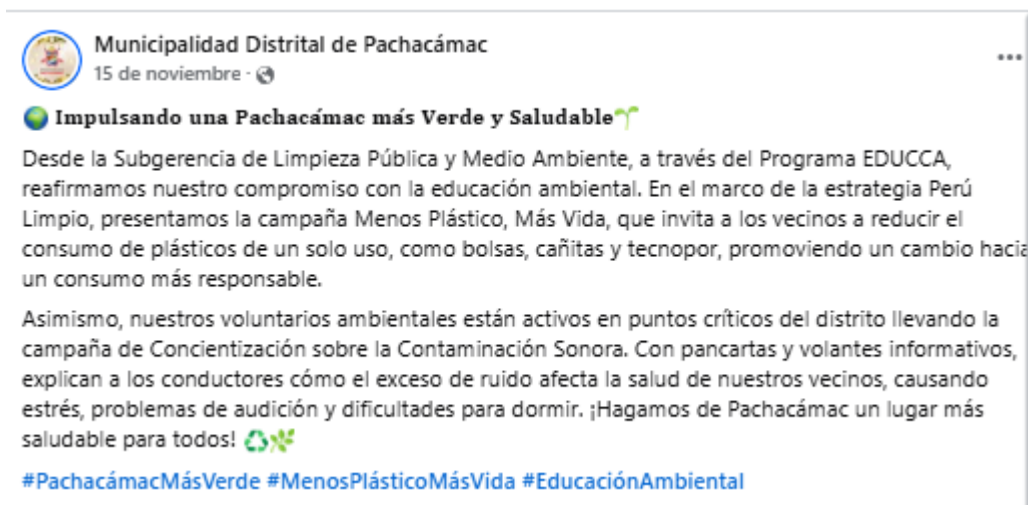 Municipalidad Distrital de Pachacámac
15 de noviembre ·
🌍 Impulsando una Pachacámac más Verde y Saludable🌱
Desde la Subgerencia de Limpieza Pública y Medio Ambiente, a través del Programa EDUCCA,
reafirmamos nuestro compromiso con la educación ambiental. En el marco de la estrategia Perú
Limpio, presentamos la campaña Menos Plástico, Más Vida, que invita a los vecinos a reducir el
consumo de plásticos de un solo uso, como bolsas, cañitas y tecnopor, promoviendo un cambio hacia
un consumo más responsable.
Asimismo, nuestros voluntarios ambientales están activos en puntos críticos del distrito llevando la
campaña de Concientización sobre la Contaminación Sonora. Con pancartas y volantes informativos,
explican a los conductores cómo el exceso de ruido afecta la salud de nuestros vecinos, causando
estrés, problemas de audición y dificultades para dormir. ¡Hagamos de Pachacámac un lugar más
saludable para todos! ♻️🌿
#PachacámacMásVerde #MenosPlásticoMásVida #EducaciónAmbiental